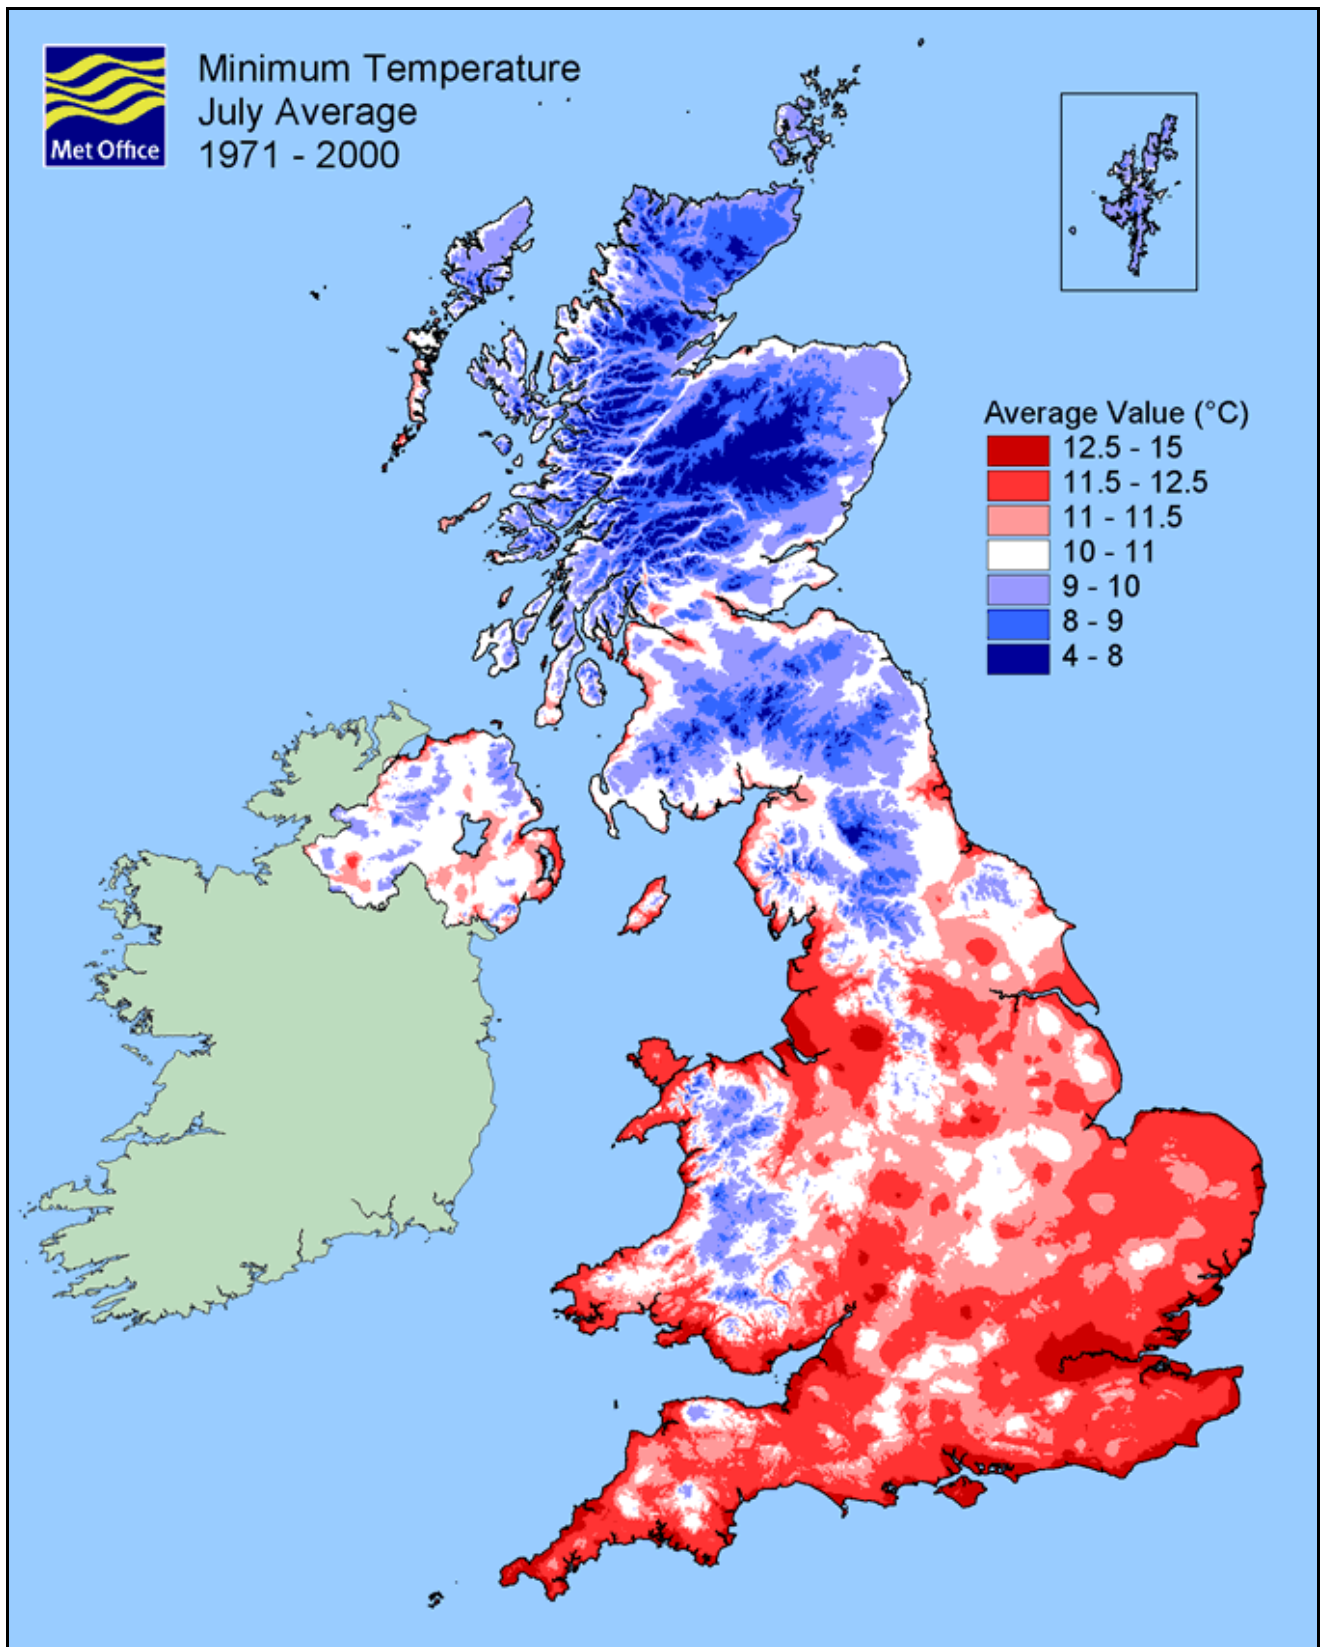 Met Office
Minimum Temperature
July Average
1971 - 2000
Average Value (°C)
12.5 - 15
11.5 - 12.5
11 - 11.5
10 - 11
9 - 10
8 - 9
4 - 8